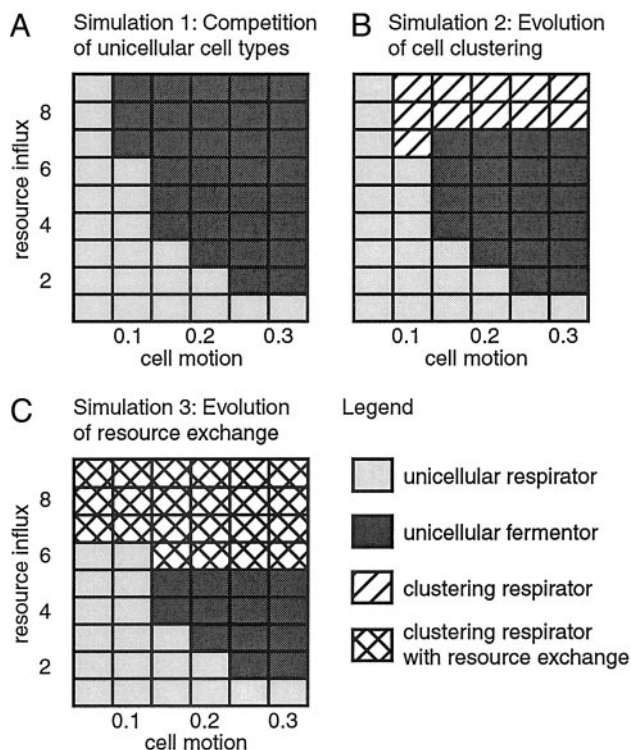 A
Simulation 1: Competition
of unicellular cell types
resource influx
8
6
4
2
0.1
0.2
0.3
cell motion
B
Simulation 2: Evolution
of cell clustering
8
6
4
2
0.1
0.2
0.3
cell motion
C
Simulation 3: Evolution
of resource exchange
resource influx
8
6
4
2
0.1
0.2
0.3
cell motion
Legend
unicellular respirator
unicellular fermentor
clustering respirator
clustering respirator
with resource exchange